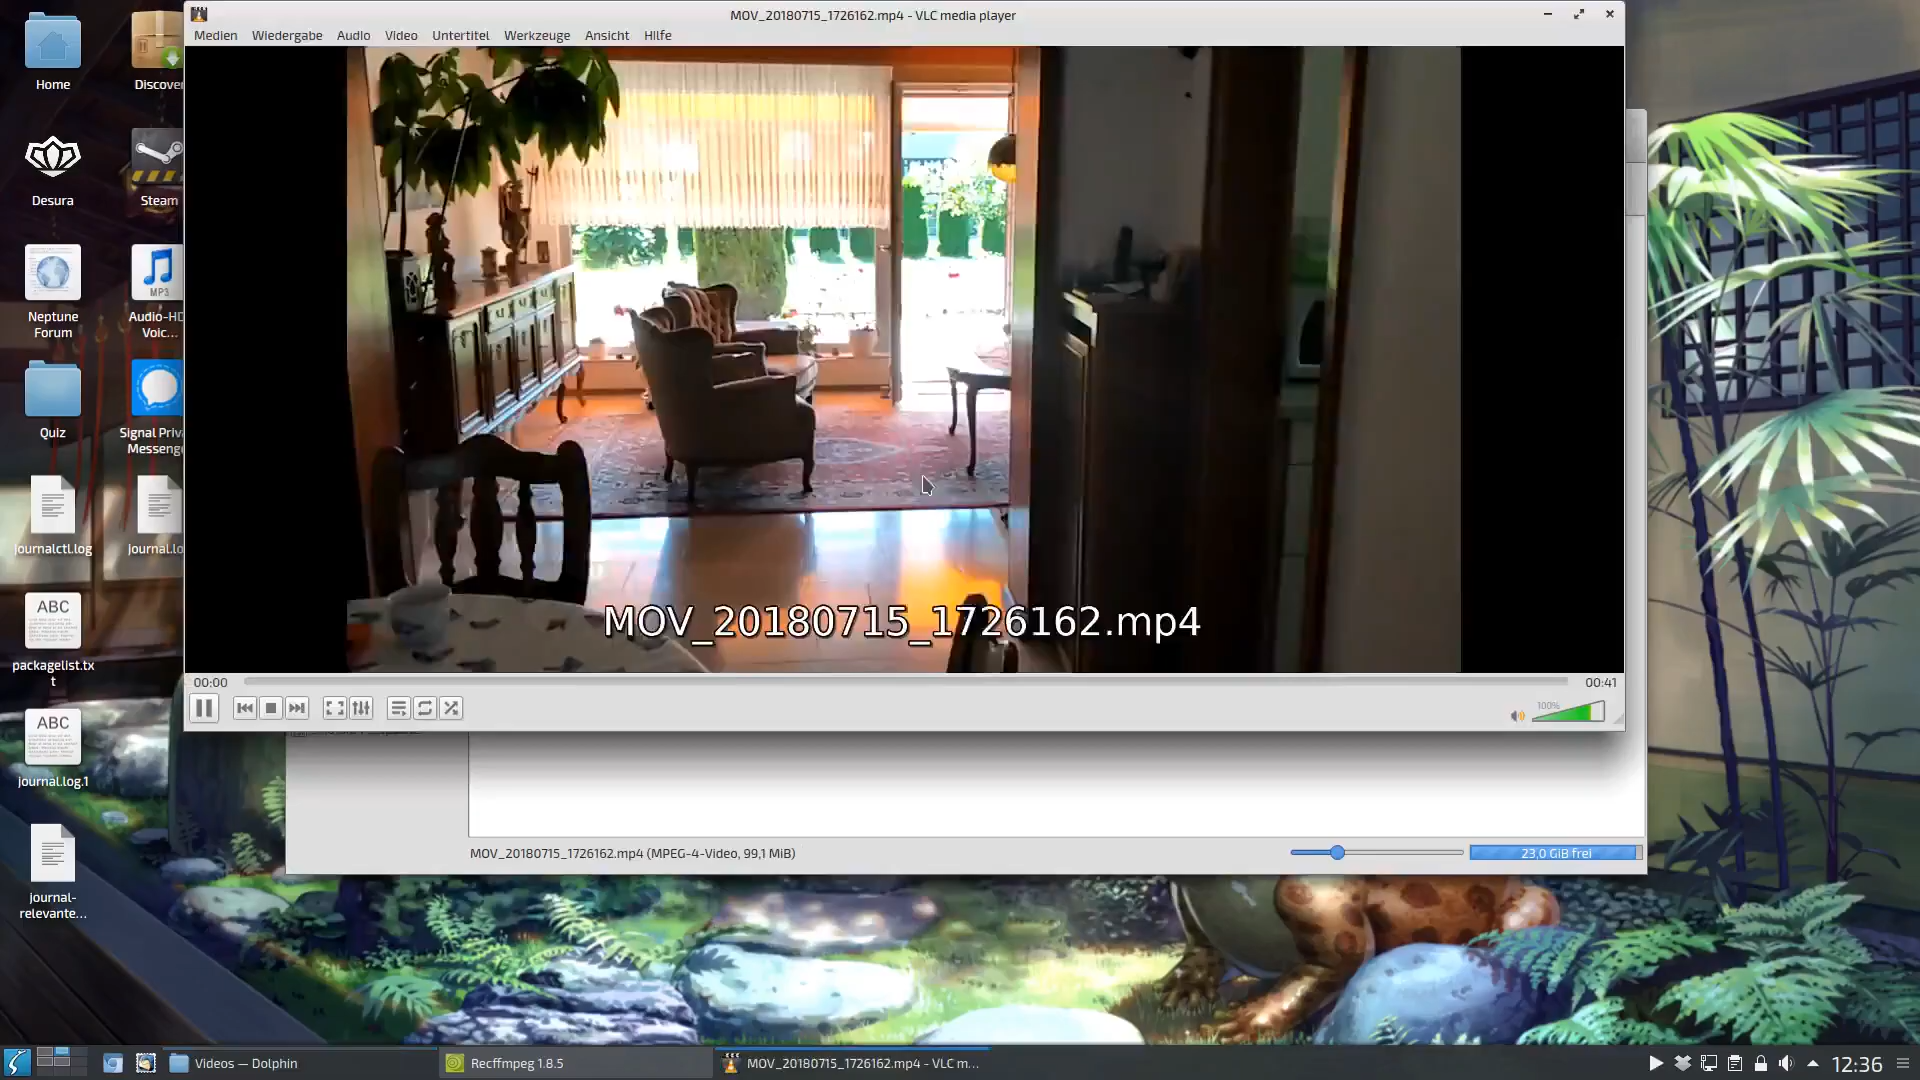 MOV_20180715_1726162.mp4 - VLC media player
Medien Wiedergabe Audio Video Untertitel Werkzeuge Ansicht Hilfe
Home
Discover
Desura
Steam
Neptune
Forum
MP3
Audio-HD
Voic...
Quiz
Signal Priva
Messenge
journalctl.log
journal.lo
ABC
packagelist.tx
t
ABC
journal.log.1
journal-
relevante...
MOV_20180715_1726162.mp4
00:00
00:41
100%
MOV_20180715_1726162.mp4 (MPEG-4-Video, 99,1 MiB)
23,0 GiB frei
Videos — Dolphin
Recffmpeg 1.8.5
MOV_20180715_1726162.mp4 - VLC m...
12:36